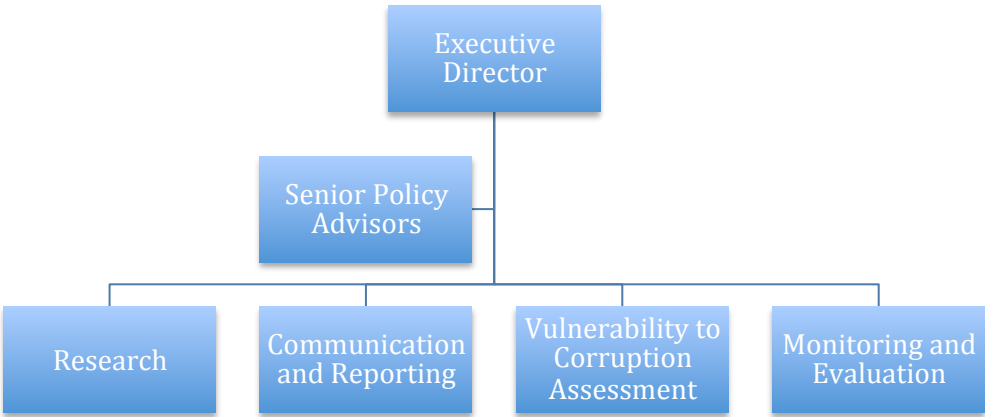 Executive
Director
Senior Policy
Advisors
Research
Communication
and Reporting
Vulnerability to
Corruption
Assessment
Monitoring and
Evaluation